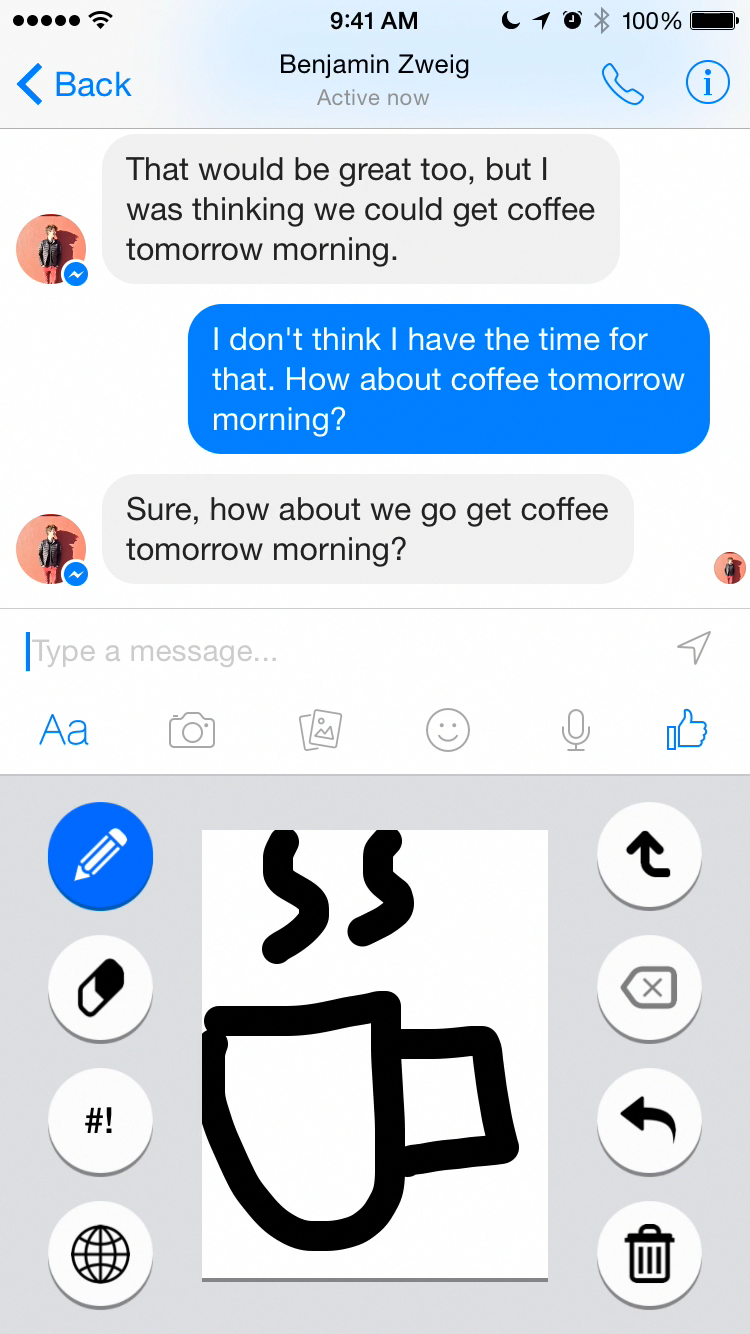 9:41 AM
100%
Back
Benjamin Zweig
Active now
That would be great too, but I
was thinking we could get coffee
tomorrow morning.
I don't think I have the time for
that. How about coffee tomorrow
morning?
Sure, how about we go get coffee
tomorrow morning?
Type a message...
Aa
#!